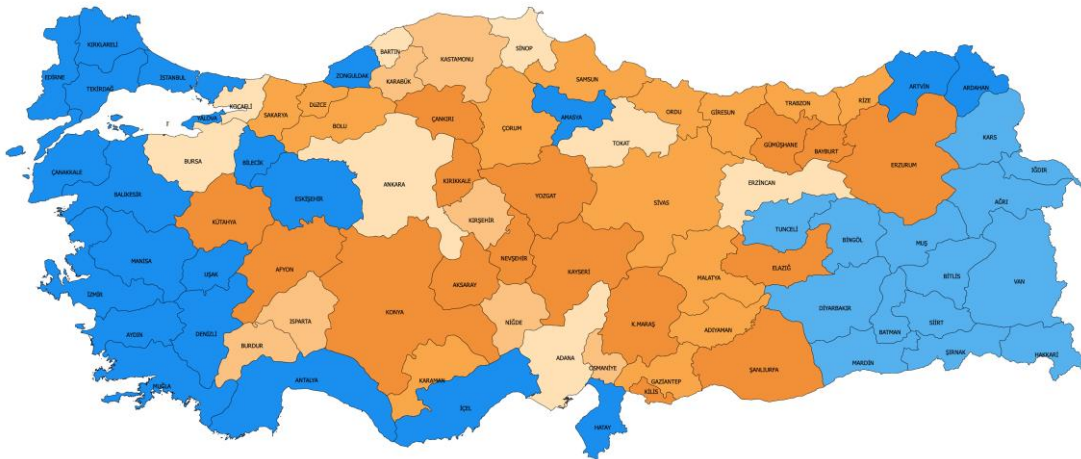 KIRKLARELİ
EDİRNE
TEKİRDAĞ
İSTANBUL
YALOVA
KOCAELİ
SAKARYA
DÜZCE
BOLU
ZONGULDAK
BARTIN
KARABÜK
KASTAMONU
SİNOP
SAMSUN
ÇANKIRI
ÇORUM
AMASYA
TOKAT
ORDU
GİRESUN
TRABZON
RİZE
ARTVİN
ARDAHAN
GÜMÜŞHANE
BAYBURT
ERZURUM
KARS
IĞDIR
AĞRI
ÇANAKKALE
BALIKESİR
BURSA
BİLECİK
ESKİŞEHİR
ANKARA
KIRIKKALE
KIRŞEHİR
YOZGAT
SİVAS
ERZİNCAN
TUNCELİ
BİNGÖL
MUŞ
BİTLİS
VAN
KÜTAHYA
MANİSA
UŞAK
AFYON
İZMİR
AYDIN
DENİZLİ
MUĞLA
BURDUR
ISPARTA
ANTALYA
KONYA
AKSARAY
NEVŞEHİR
KAYSERİ
NİĞDE
KARAMAN
İÇEL
ADANA
OSMANİYE
HATAY
K.MARAŞ
MALATYA
ELAZIĞ
ADIYAMAN
GAZİANTEP
KİLİS
ŞANLIURFA
DİYARBAKIR
BATMAN
SİİRT
MARDİN
ŞIRNAK
HAKKARİ